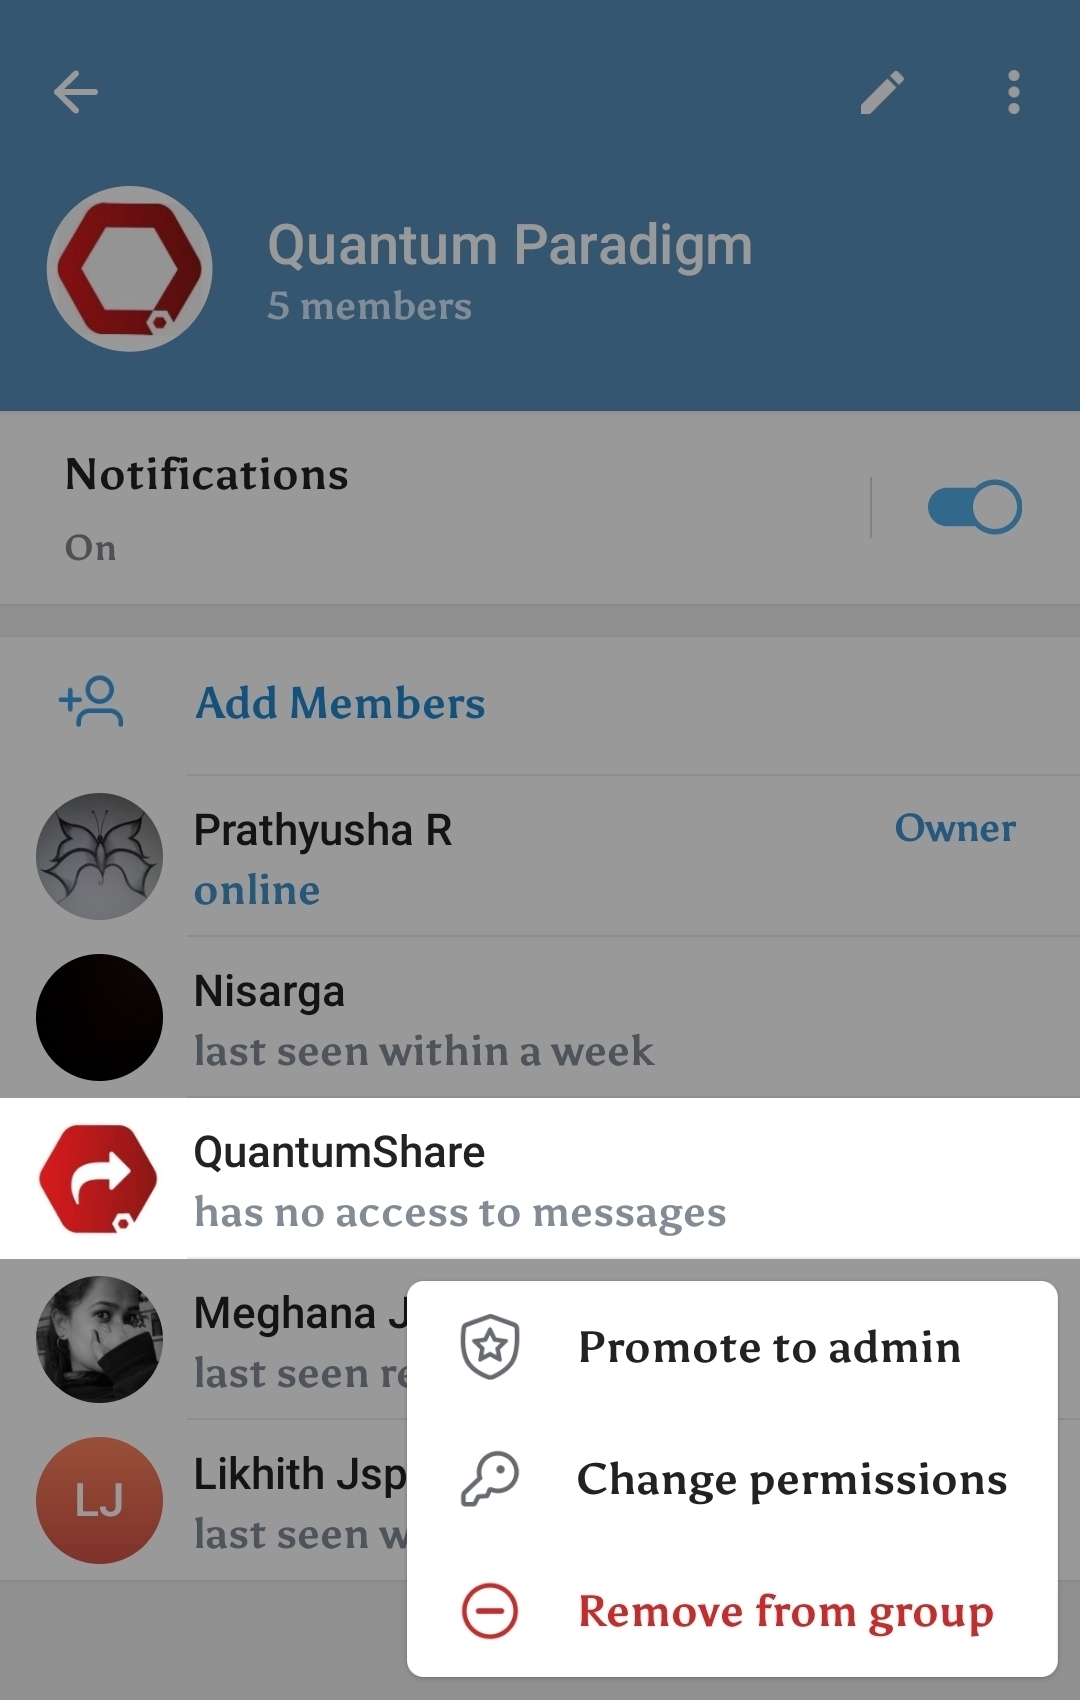 Quantum Paradigm
5 members
Notifications
On
Add Members
Prathyusha R
Owner
online
Nisarga
last seen within a week
QuantumShare
has no access to messages
Meghana J
last seen re
Likhith Jsp
LJ
last seen w
Promote to admin
Change permissions
Remove from group